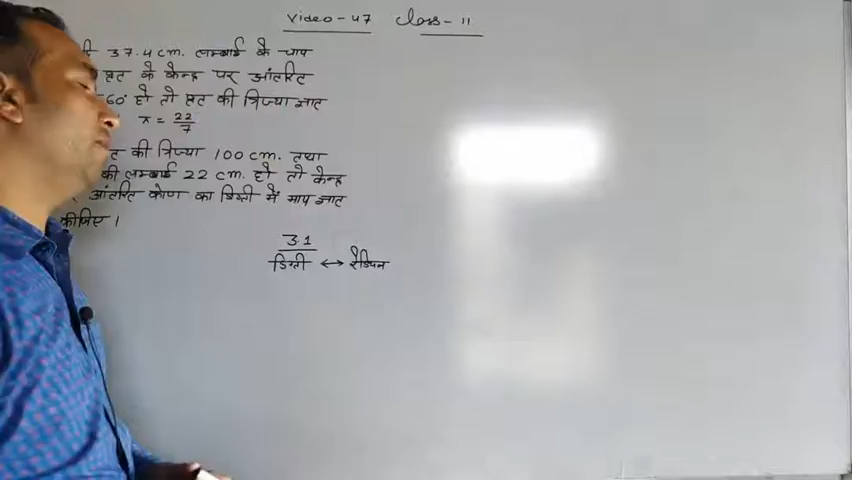 Video - 47 Class - 11
37.4 cm. लम्बाई के चाप
वृत के केन्द्र पर आंतरित
60° हो तो वृत की त्रिज्या ज्ञात
π = 22/7
त की त्रिज्या 100 cm. तथा
की लम्बाई 22 cm. हो तो केन्द्र
आंतरित कोण का डिग्री में माप ज्ञात
कीजिए ।
3.1
डिग्री ↔ रेडियन